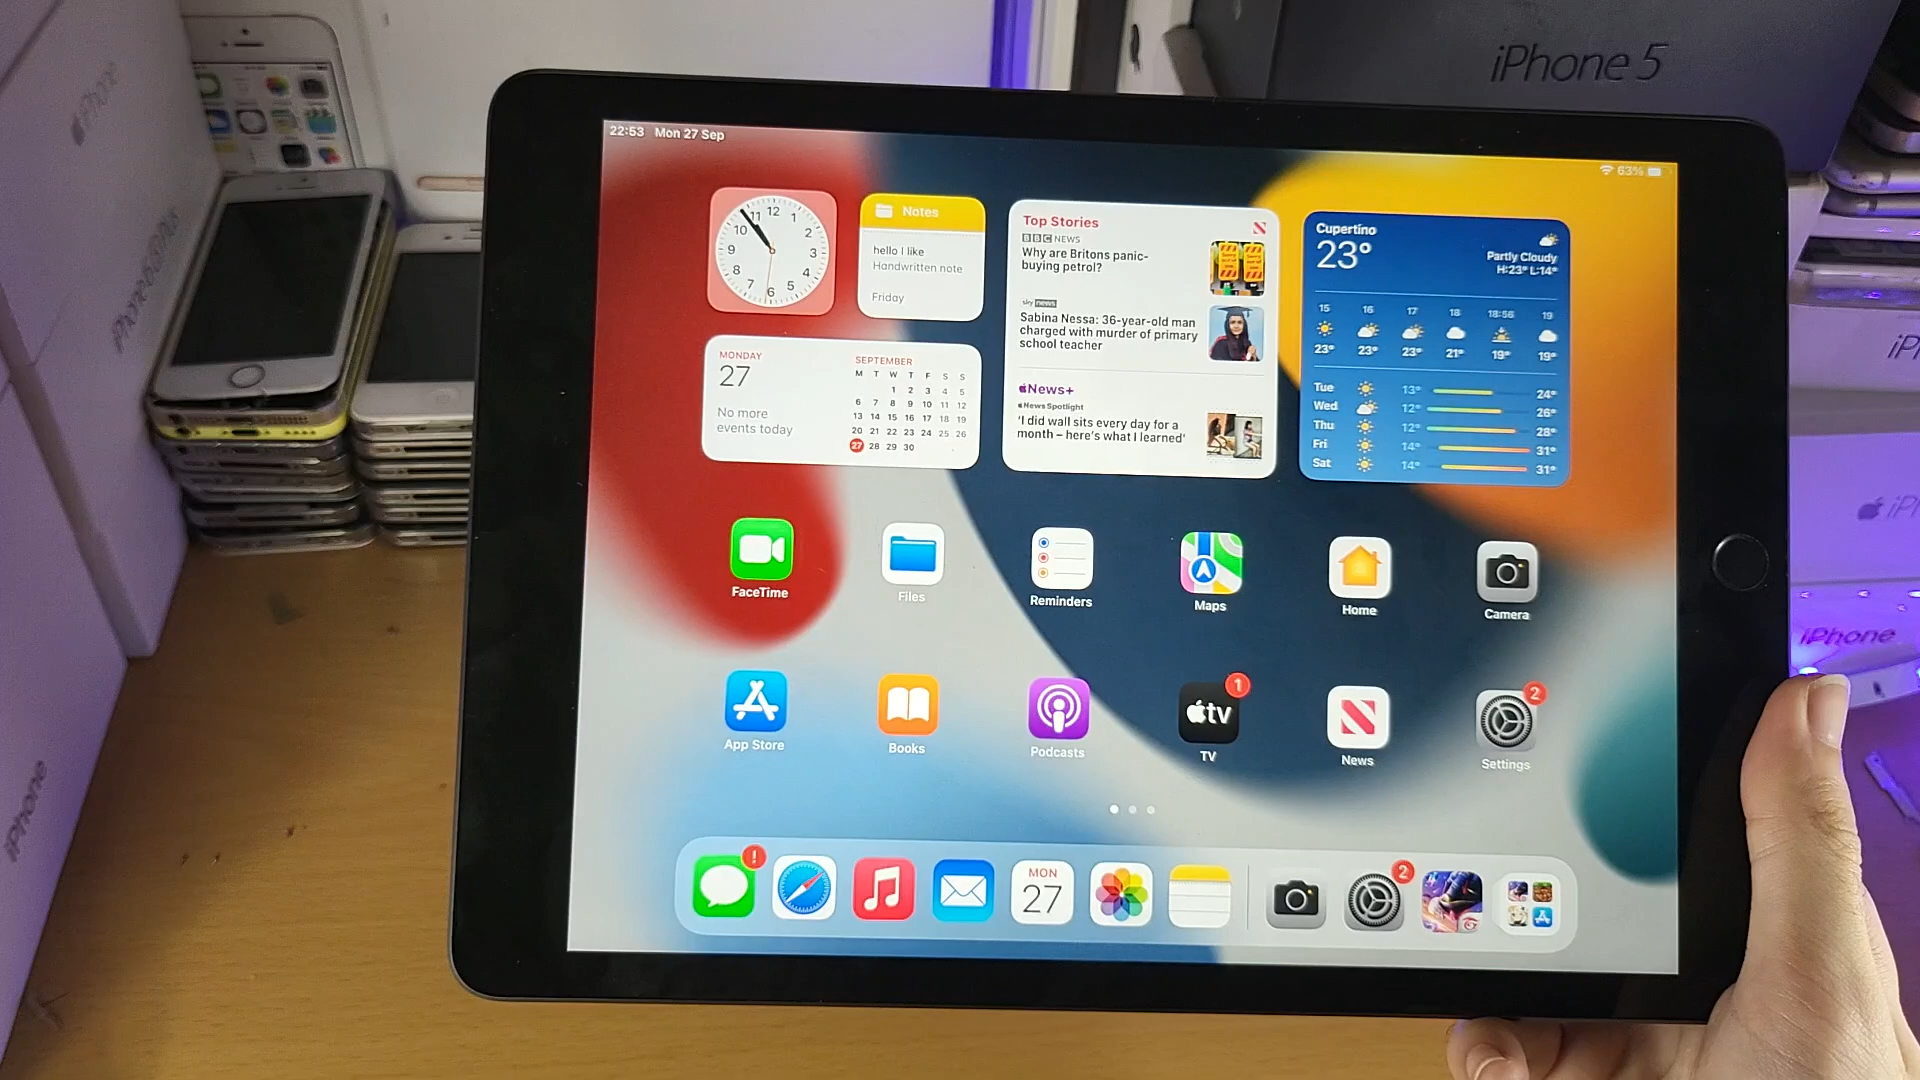 iPhone 5
iPhone
iPhone
iPhone
iPhone
22:53 Mon 27 Sep
63%
12
11
1
10
2
9
3
8
4
7
5
6
Notes
hello I like
Handwritten note
Friday
Top Stories
BBC NEWS
Why are Britons panic-
buying petrol?
sky news
Sabina Nessa: 36-year-old man
charged with murder of primary
school teacher
News+
News Spotlight
‘I did wall sits every day for a
month – here’s what I learned’
Cupertino
23°
Partly Cloudy
H:23° L:14°
15 16 17 18 18:56 19
23° 23° 23° 21° 19° 19°
Tue 13° 24°
Wed 12° 26°
Thu 12° 28°
Fri 14° 31°
Sat 14° 31°
MONDAY
27
No more
events today
SEPTEMBER
M T W T F S S
1 2 3 4 5
6 7 8 9 10 11 12
13 14 15 16 17 18 19
20 21 22 23 24 25 26
27 28 29 30
FaceTime
Files
Reminders
Maps
Home
Camera
App Store
Books
Podcasts
tv
1
TV
News
2
Settings
!
MON
27
2